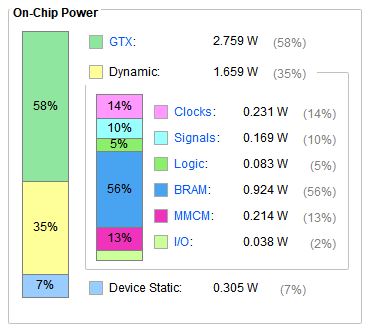 On-Chip Power
58%
35%
7%
GTX: 2.759 W (58%)
Dynamic: 1.659 W (35%)
14%
10%
5%
56%
13%
Clocks: 0.231 W (14%)
Signals: 0.169 W (10%)
Logic: 0.083 W (5%)
BRAM: 0.924 W (56%)
MMCM: 0.214 W (13%)
I/O: 0.038 W (2%)
Device Static: 0.305 W (7%)